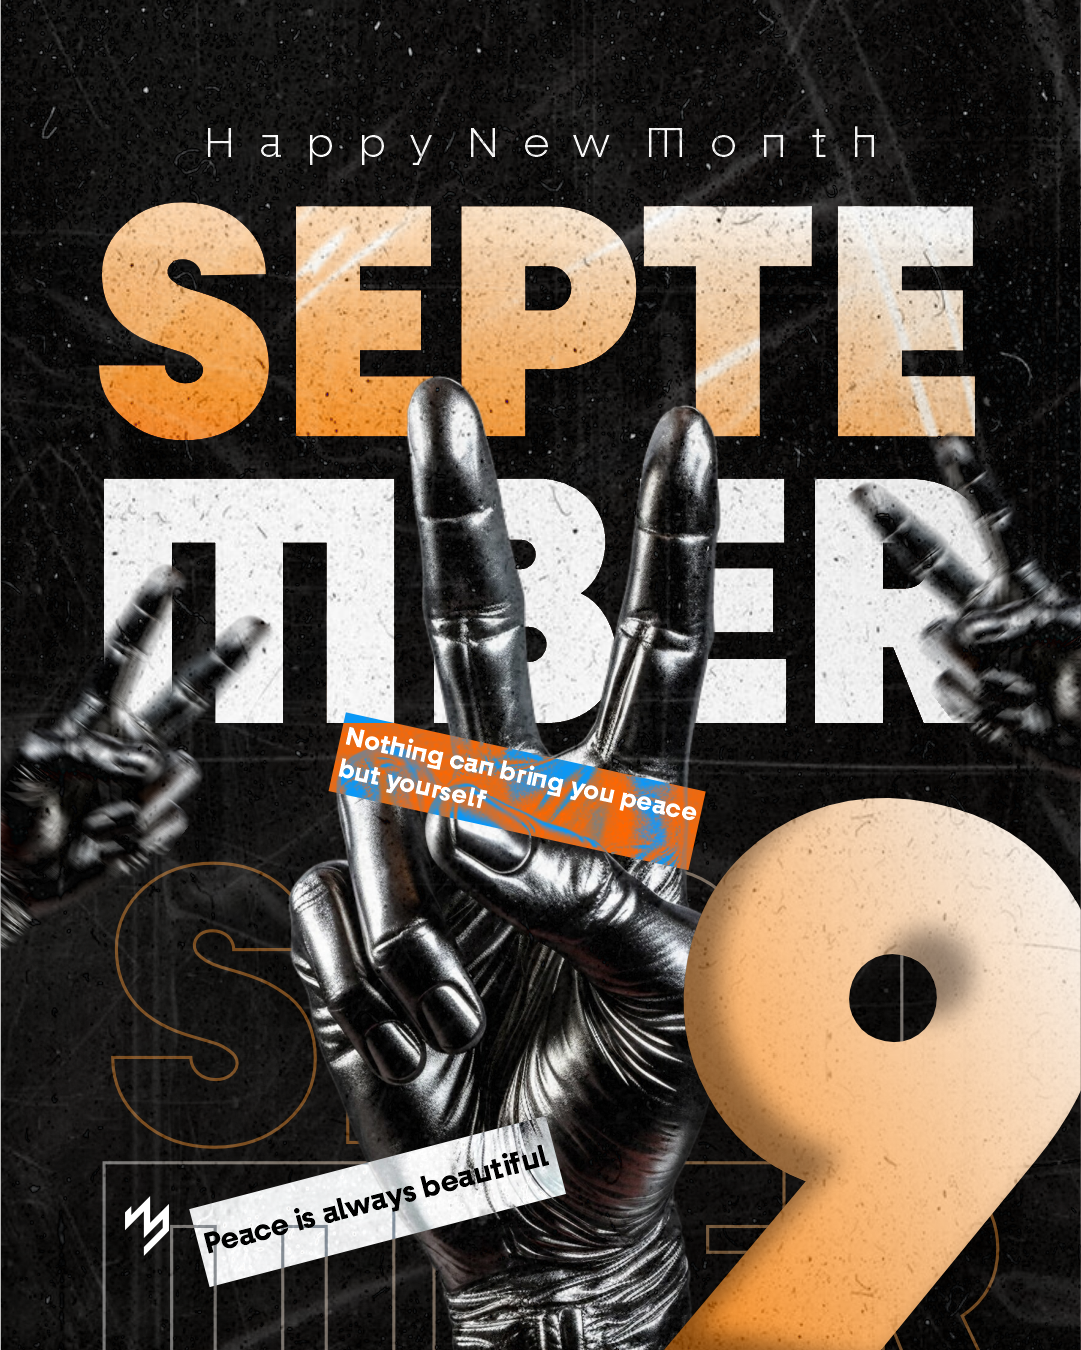 Happy New Month
SEPTE
MBER
Nothing can bring you peace
but yourself
9
Peace is always beautiful